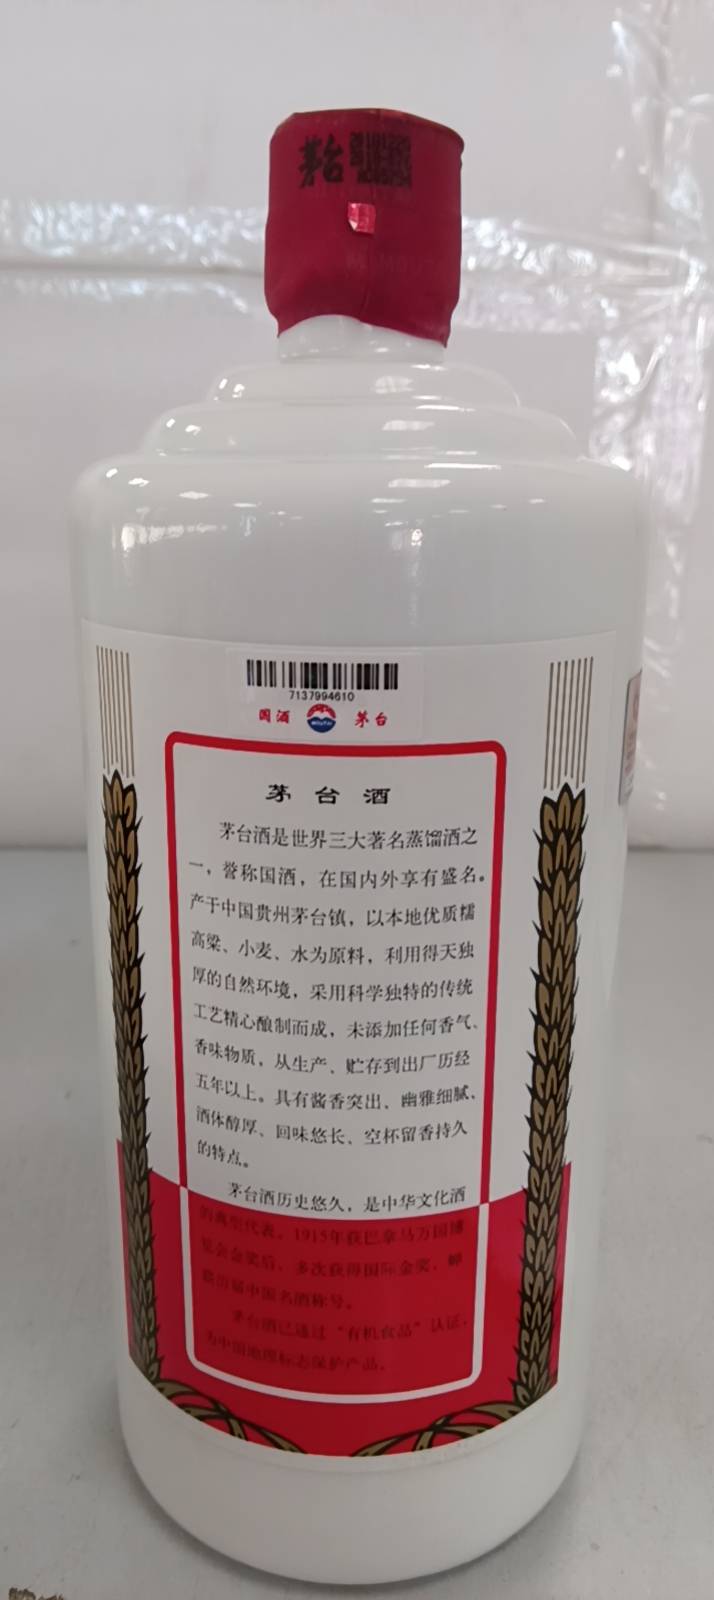 茅台
7137994610
国酒 茅台
茅台酒
茅台酒是世界三大著名蒸馏酒之
一，誉称国酒，在国内外享有盛名。
产于中国贵州茅台镇，以本地优质糯
高粱、小麦、水为原料，利用得天独
厚的自然环境，采用科学独特的传统
工艺精心酿制而成，未添加任何香气、
香味物质，从生产、贮存到出厂历经
五年以上。具有酱香突出、幽雅细腻、
酒体醇厚、回味悠长、空杯留香持久
的特点。
茅台酒历史悠久，是中华文化酒
的典型代表。1915年获巴拿马万国博
览会金奖后，多次获得国际金奖，蝉
联历届中国名酒称号。
茅台酒已通过“有机食品”认证，
为中国地理标志保护产品。